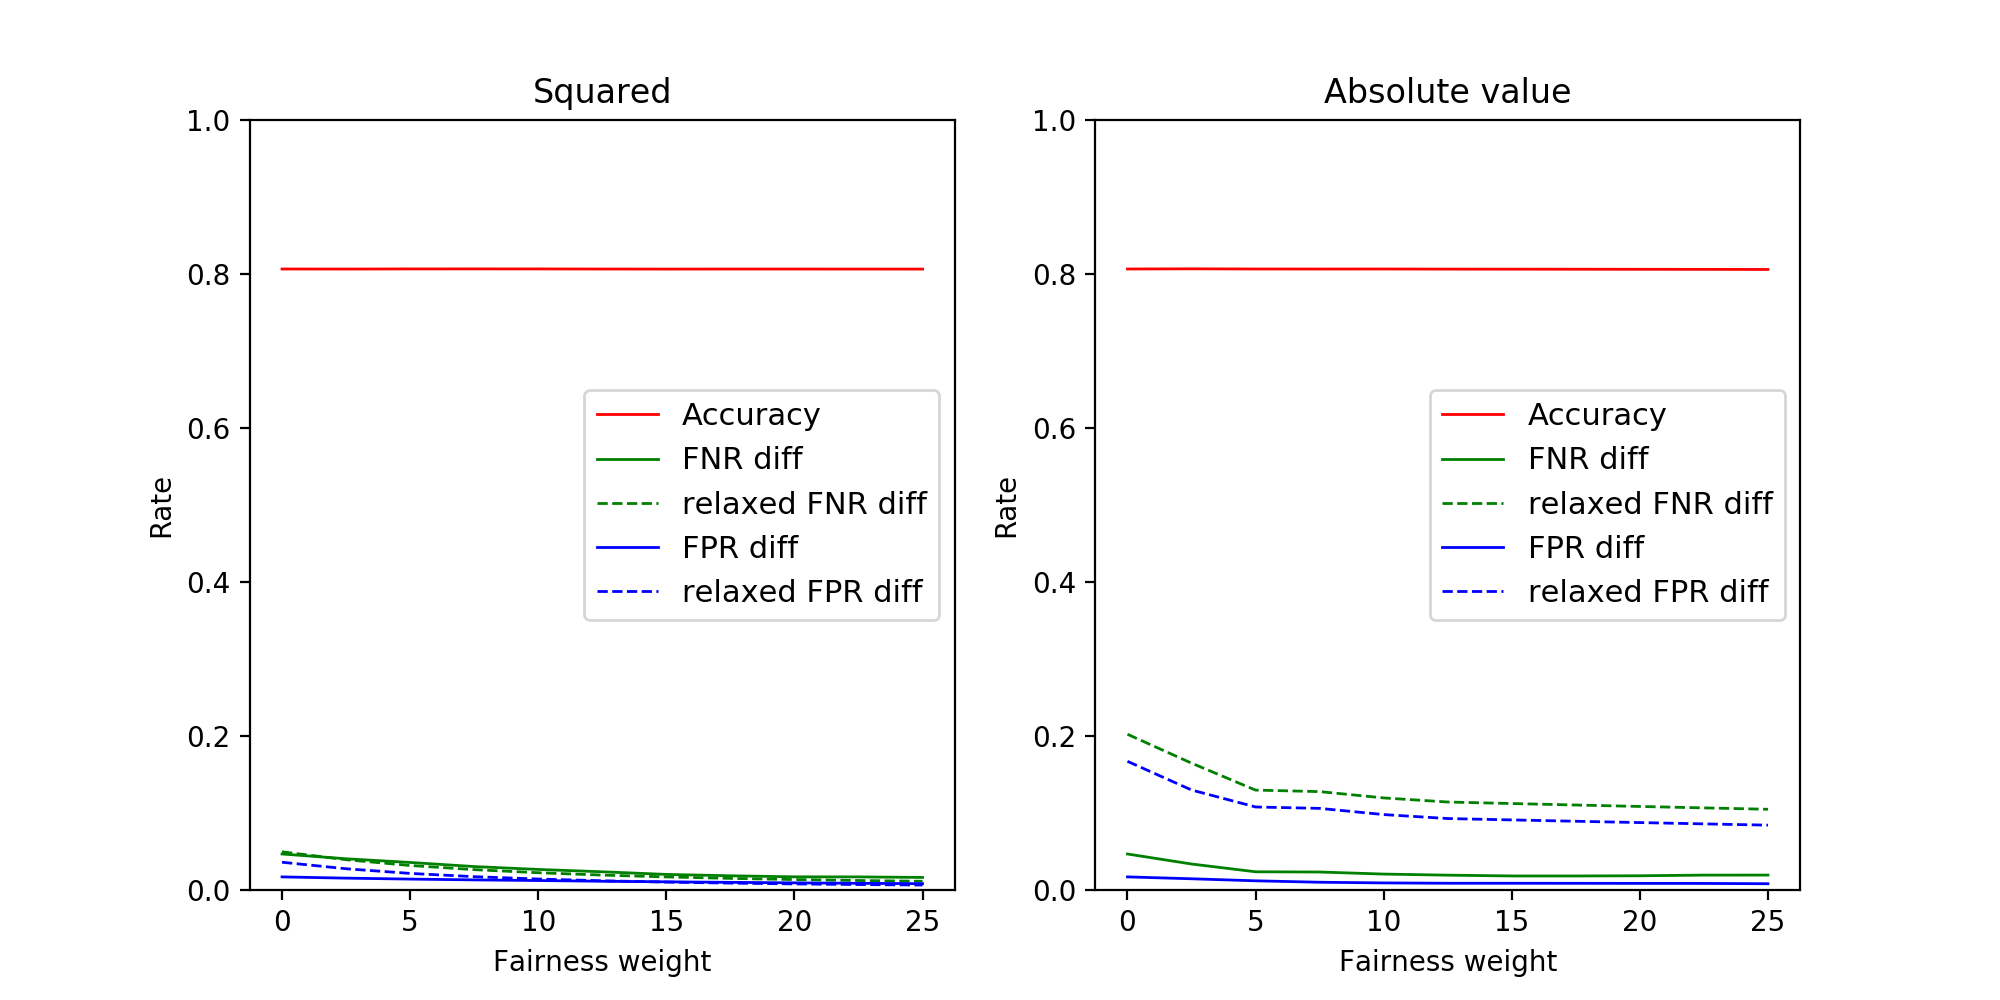 Squared
1.0
0.8
0.6
0.4
0.2
0.0
Rate
Accuracy
FNR diff
relaxed FNR diff
FPR diff
relaxed FPR diff
0 5 10 15 20 25
Fairness weight
Absolute value
1.0
0.8
0.6
0.4
0.2
0.0
Rate
Accuracy
FNR diff
relaxed FNR diff
FPR diff
relaxed FPR diff
0 5 10 15 20 25
Fairness weight